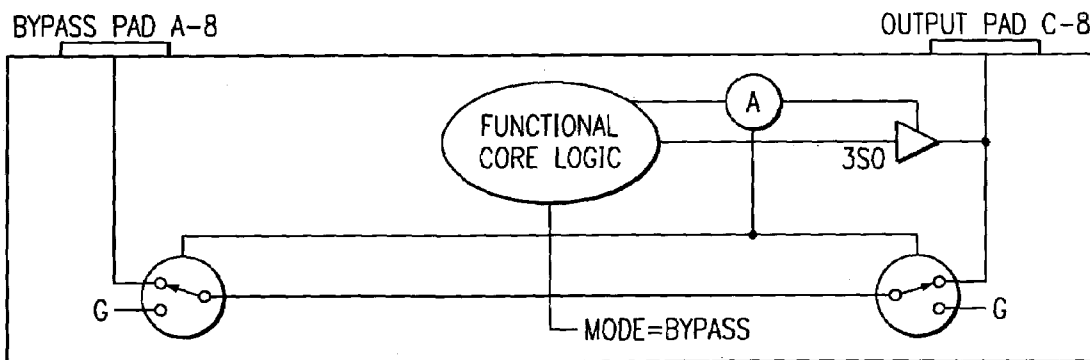 BYPASS PAD A-8
OUTPUT PAD C-8
A
FUNCTIONAL
CORE LOGIC
3SO
G
G
MODE=BYPASS